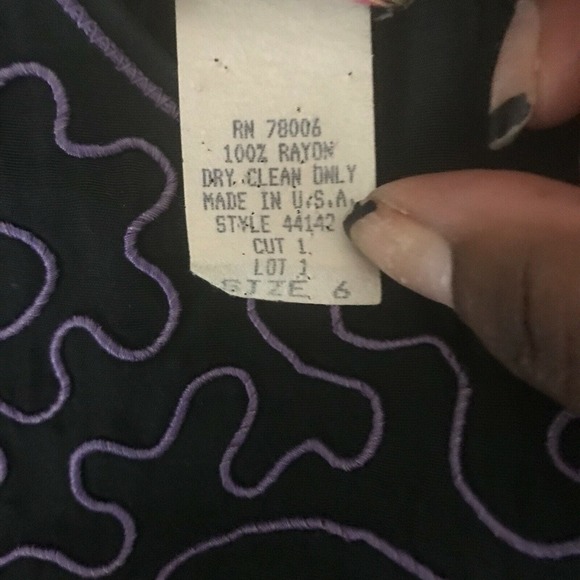 RN 78006
100% RAYON
DRY CLEAN ONLY
MADE IN U.S.A.
STYLE 44142
CUT 1
LOT 1
SIZE 6